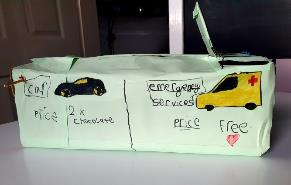 car
price
2 x
chocolate
emergency
services
price
free